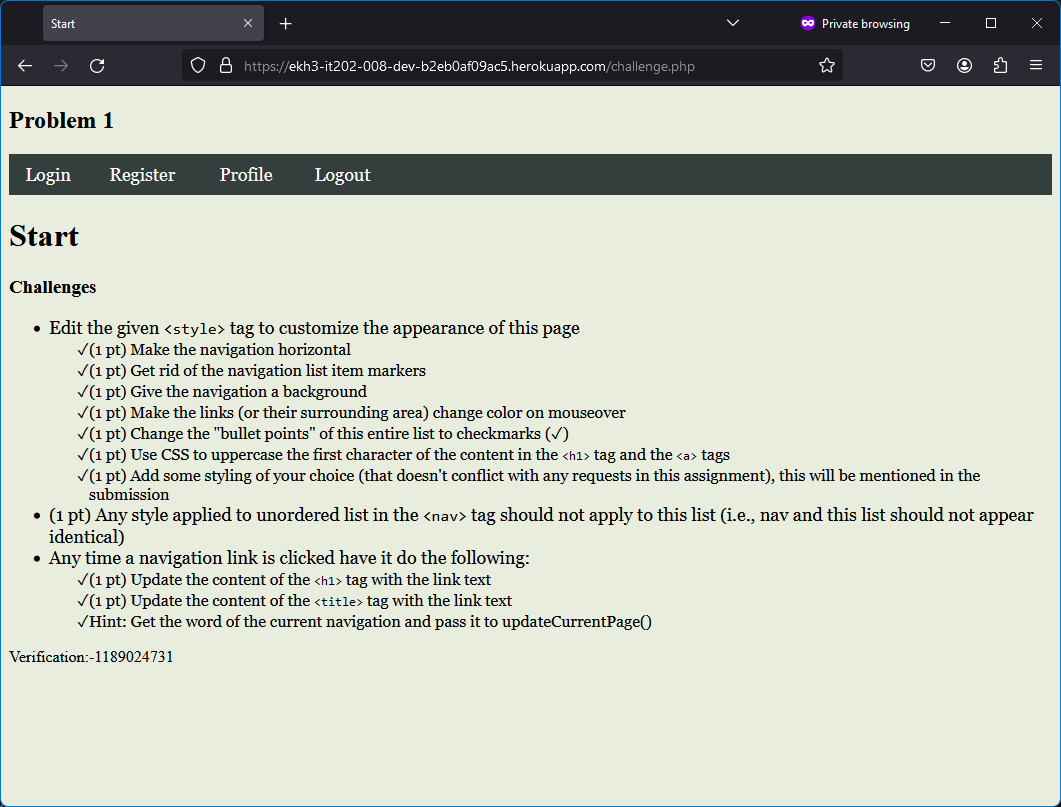 Start
Private browsing
https://ekh3-it202-008-dev-b2eb0af09ac5.herokuapp.com/challenge.php
Problem 1
Login Register Profile Logout
Start
Challenges
• Edit the given <style> tag to customize the appearance of this page
✓(1 pt) Make the navigation horizontal
✓(1 pt) Get rid of the navigation list item markers
✓(1 pt) Give the navigation a background
✓(1 pt) Make the links (or their surrounding area) change color on mouseover
✓(1 pt) Change the "bullet points" of this entire list to checkmarks (✓)
✓(1 pt) Use CSS to uppercase the first character of the content in the <h1> tag and the <a> tags
✓(1 pt) Add some styling of your choice (that doesn't conflict with any requests in this assignment), this will be mentioned in the
submission
• (1 pt) Any style applied to unordered list in the <nav> tag should not apply to this list (i.e., nav and this list should not appear
identical)
• Any time a navigation link is clicked have it do the following:
✓(1 pt) Update the content of the <h1> tag with the link text
✓(1 pt) Update the content of the <title> tag with the link text
✓Hint: Get the word of the current navigation and pass it to updateCurrentPage()
Verification:-1189024731